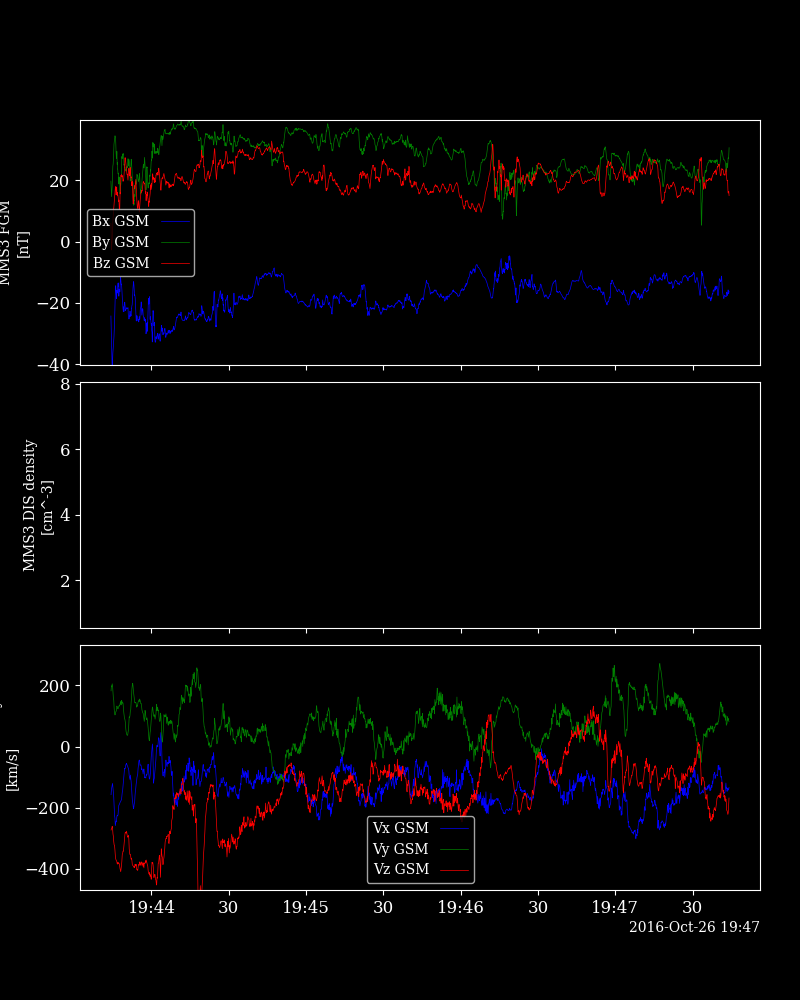 20
0
−20
−40
MMS3 FGM
[nT]
Bx GSM
By GSM
Bz GSM
8
6
4
2
MMS3 DIS density
[cm^-3]
200
0
−200
−400
[km/s]
Vx GSM
Vy GSM
Vz GSM
19:44 30 19:45 30 19:46 30 19:47 30
2016-Oct-26 19:47